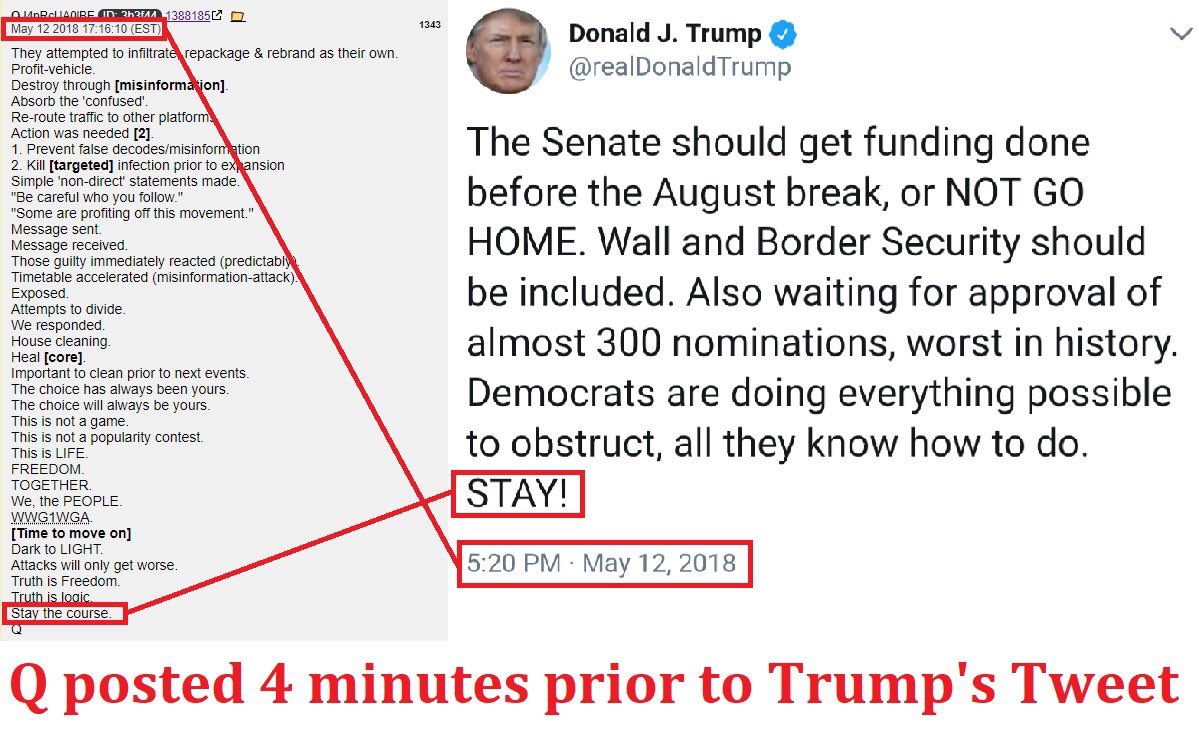 May 12 2018 17:16:10 (EST)
1388185
1343
They attempted to infiltrate, repackage & rebrand as their own.
Profit-vehicle.
Destroy through [misinformation].
Absorb the 'confused'.
Re-route traffic to other platforms.
Action was needed [2].
1. Prevent false decodes/misinformation
2. Kill [targeted] infection prior to expansion
Simple 'non-direct' statements made.
"Be careful who you follow."
"Some are profiting off this movement."
Message sent.
Message received.
Those guilty immediately reacted (predictably).
Timetable accelerated (misinformation-attack).
Exposed.
Attempts to divide.
We responded.
House cleaning.
Heal [core].
Important to clean prior to next events.
The choice has always been yours.
The choice will always be yours.
This is not a game.
This is not a popularity contest.
This is LIFE.
FREEDOM.
TOGETHER.
We, the PEOPLE.
WWG1WGA.
[Time to move on]
Dark to LIGHT.
Attacks will only get worse.
Truth is Freedom.
Truth is logic.
Stay the course.
Q
Donald J. Trump
@realDonaldTrump
The Senate should get funding done
before the August break, or NOT GO
HOME. Wall and Border Security should
be included. Also waiting for approval of
almost 300 nominations, worst in history.
Democrats are doing everything possible
to obstruct, all they know how to do.
STAY!
5:20 PM · May 12, 2018
Q posted 4 minutes prior to Trump's Tweet